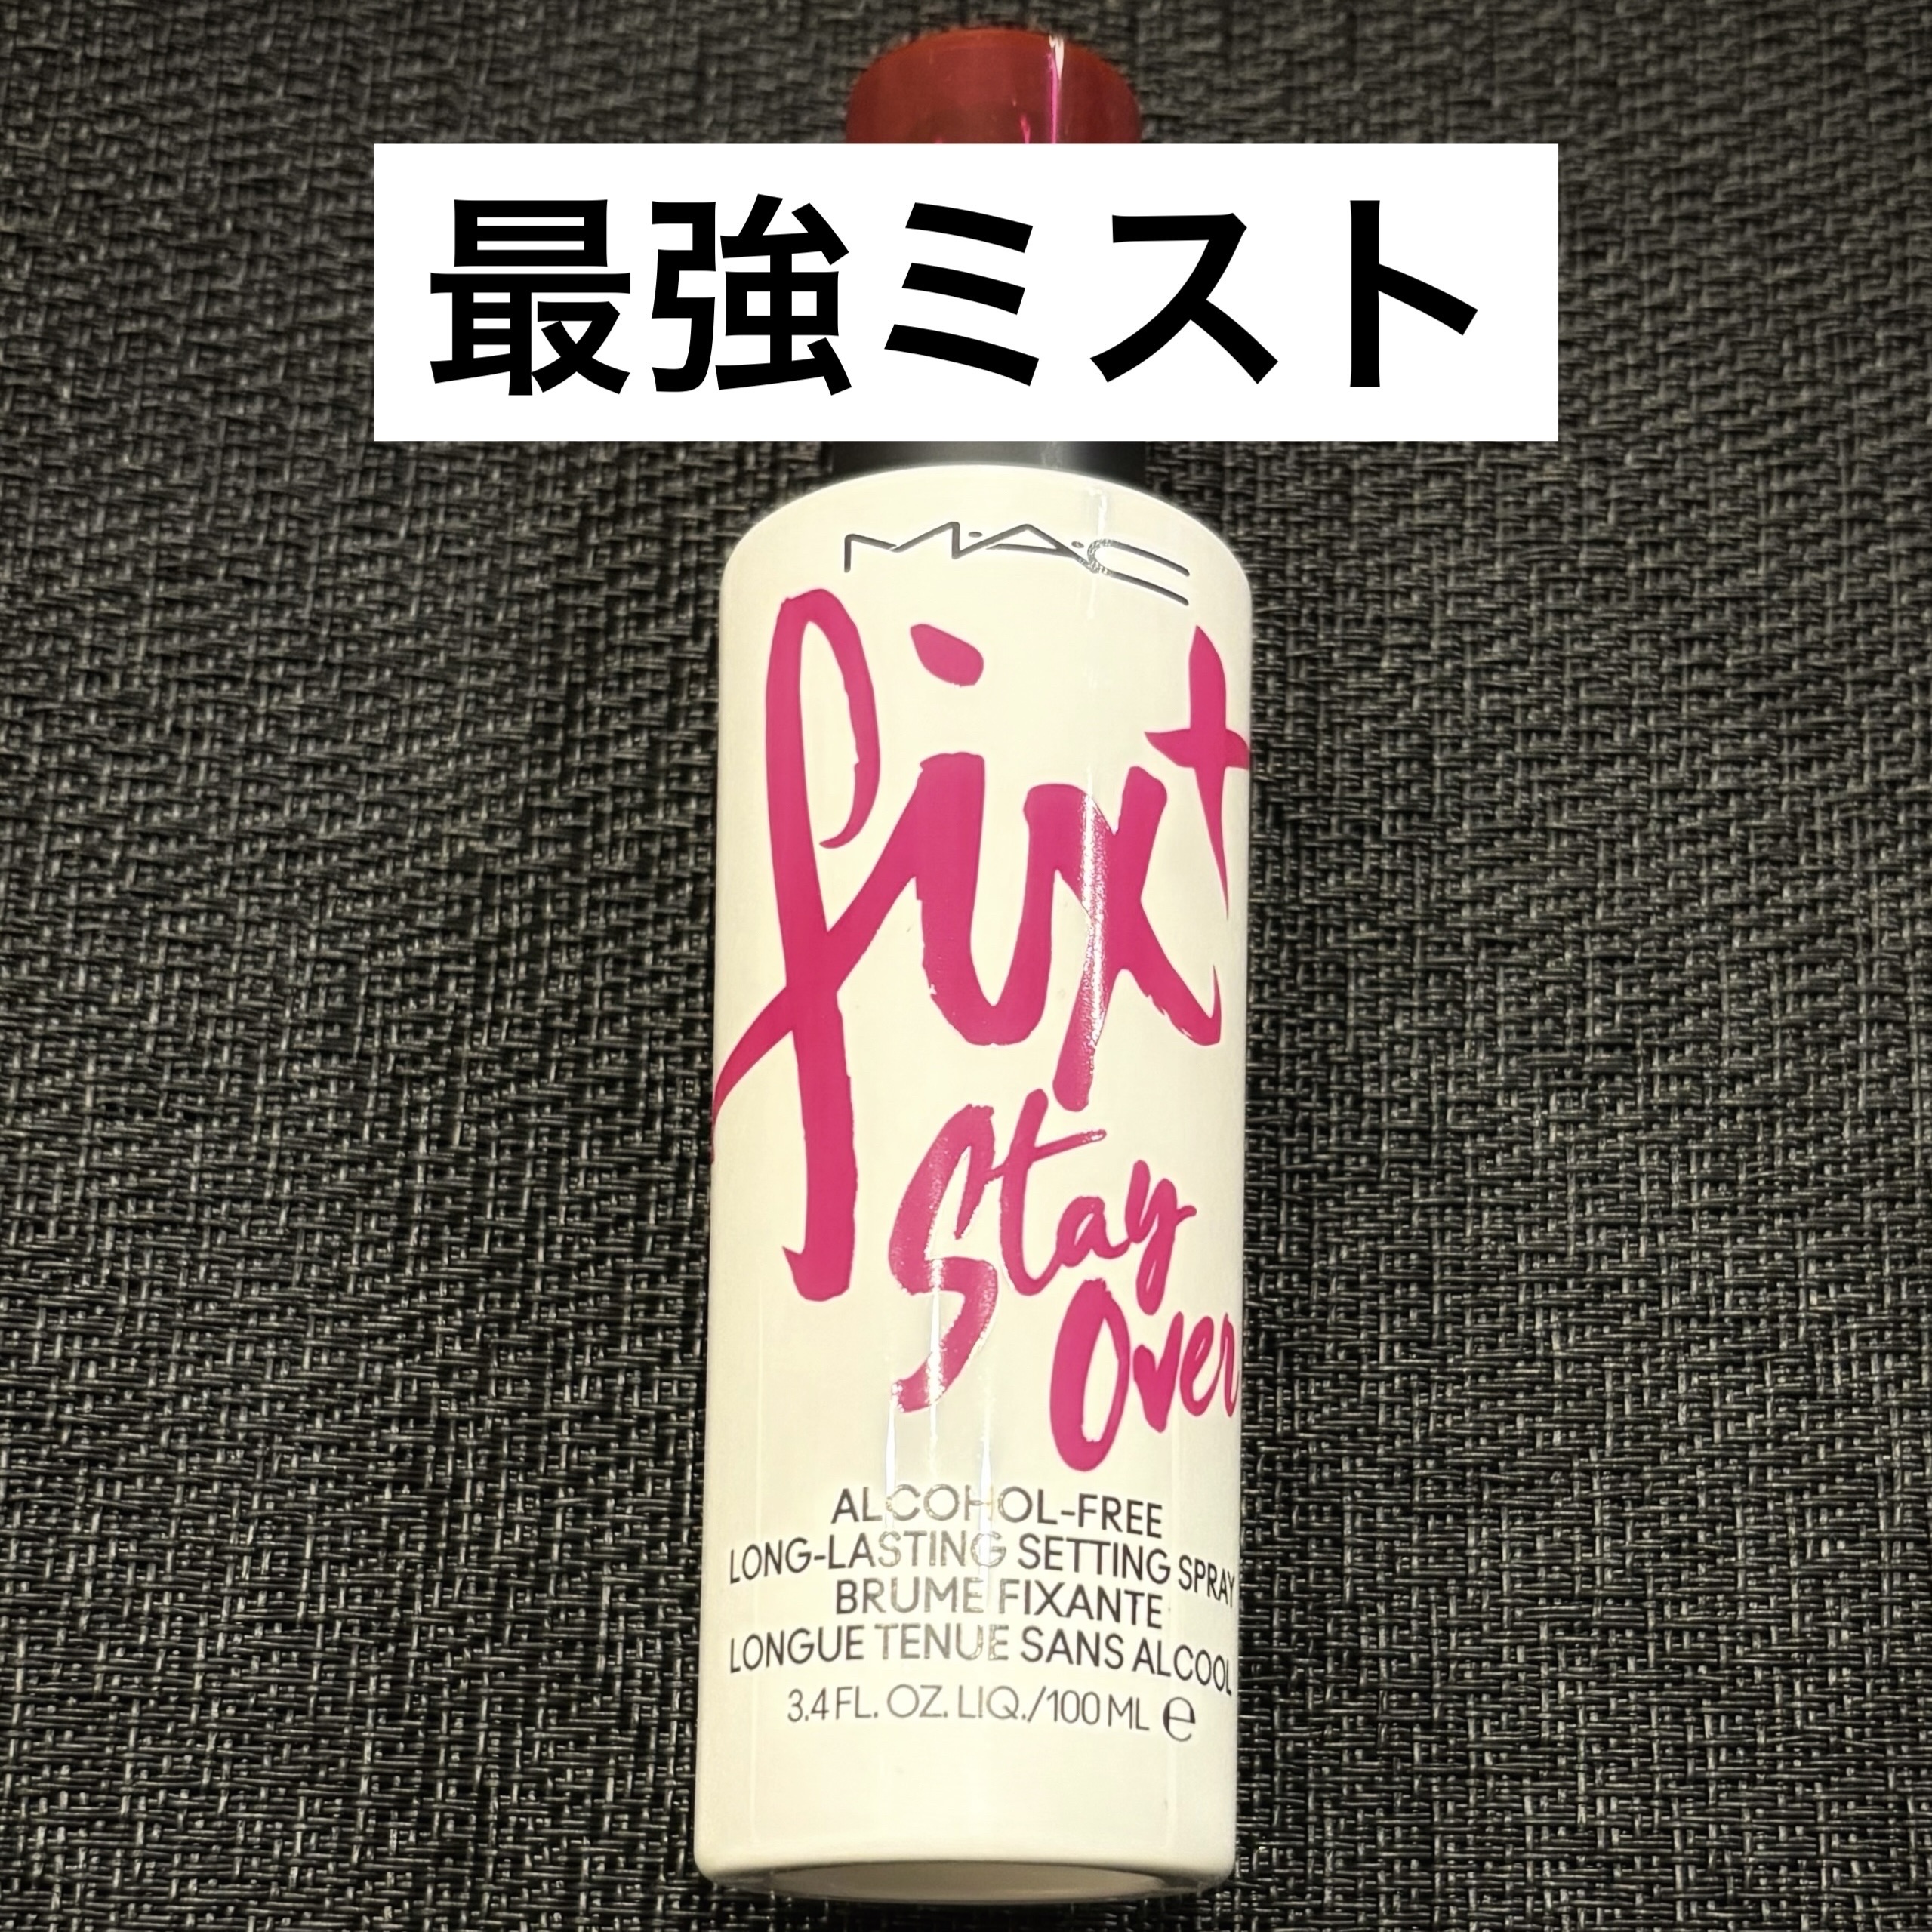 最強ミスト
M·A·C
fix+
Stay
Over
ALCOHOL-FREE
LONG-LASTING SETTING SPRAY
BRUME FIXANTE
LONGUE TENUE SANS ALCOOL
3.4 FL. OZ. LIQ./100 ML ℮